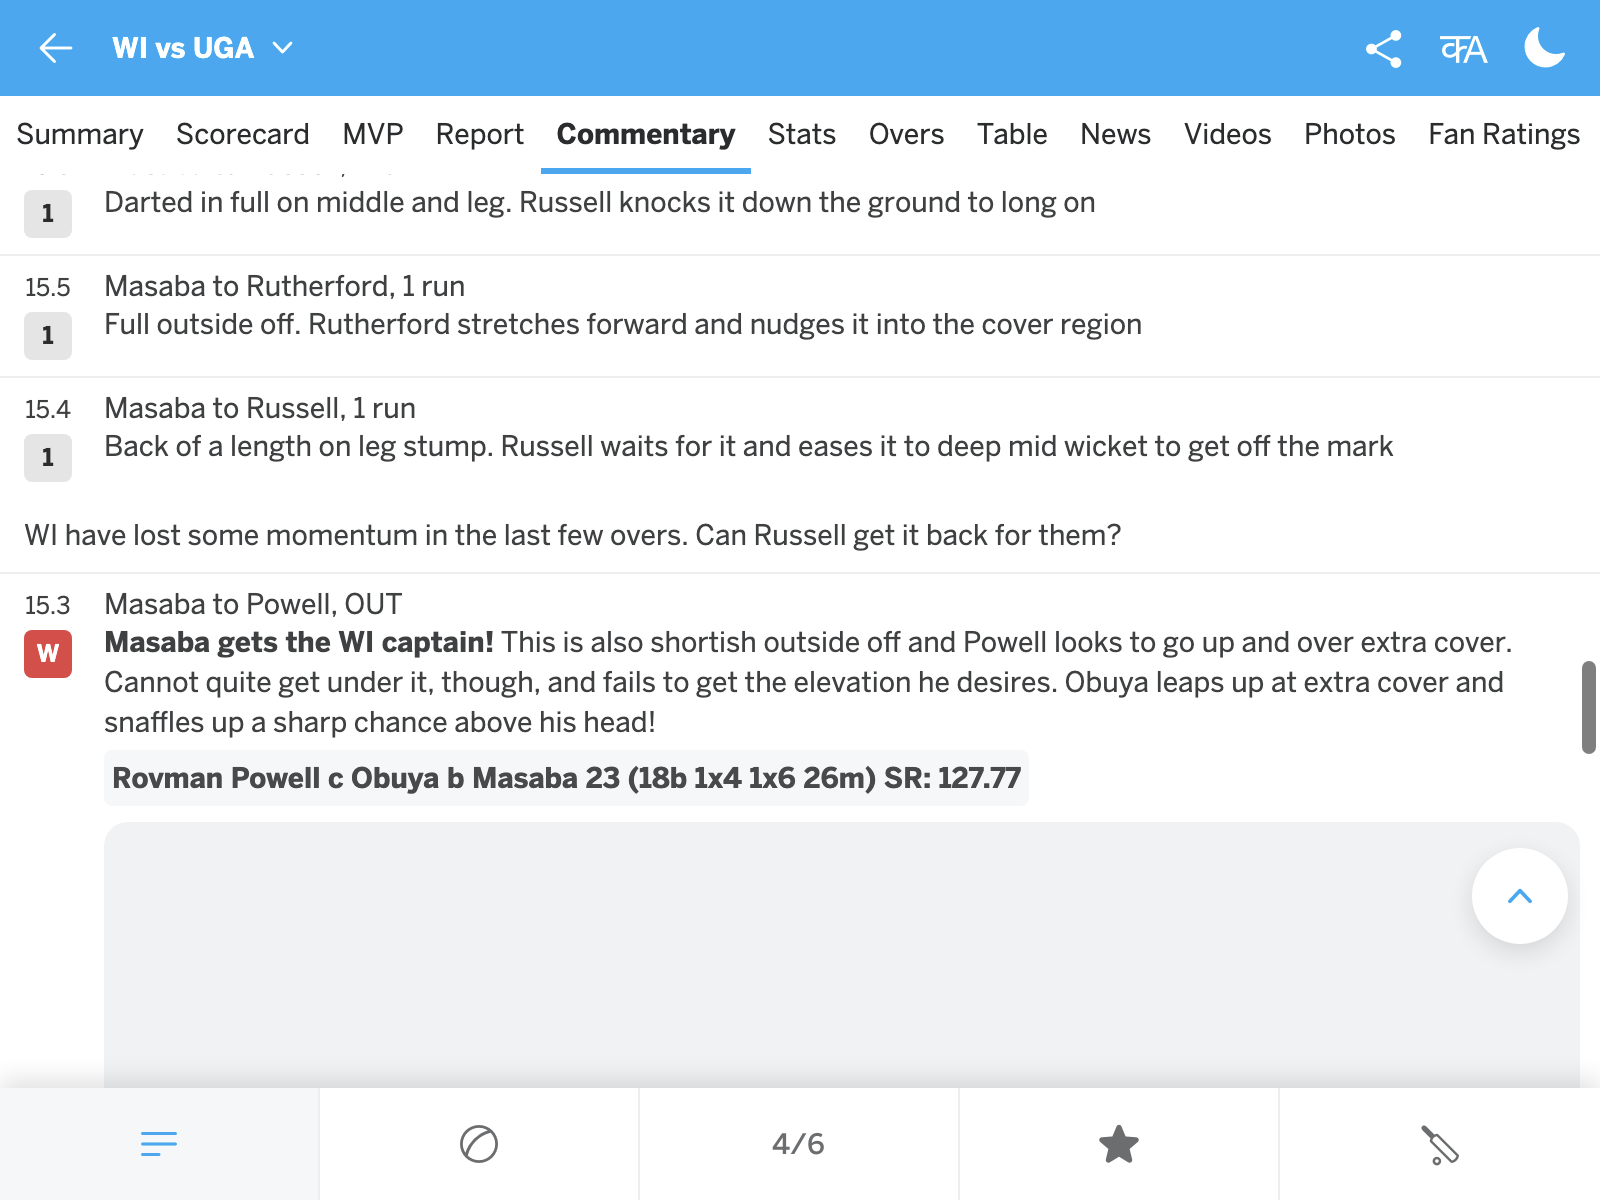 WI vs UGA
क A
Summary Scorecard MVP Report Commentary Stats Overs Table News Videos Photos Fan Ratings
1 Darted in full on middle and leg. Russell knocks it down the ground to long on
15.5 Masaba to Rutherford, 1 run
1 Full outside off. Rutherford stretches forward and nudges it into the cover region
15.4 Masaba to Russell, 1 run
1 Back of a length on leg stump. Russell waits for it and eases it to deep mid wicket to get off the mark
WI have lost some momentum in the last few overs. Can Russell get it back for them?
15.3 Masaba to Powell, OUT
W Masaba gets the WI captain! This is also shortish outside off and Powell looks to go up and over extra cover.
Cannot quite get under it, though, and fails to get the elevation he desires. Obuya leaps up at extra cover and
snaffles up a sharp chance above his head!
Rovman Powell c Obuya b Masaba 23 (18b 1x4 1x6 26m) SR: 127.77
4/6